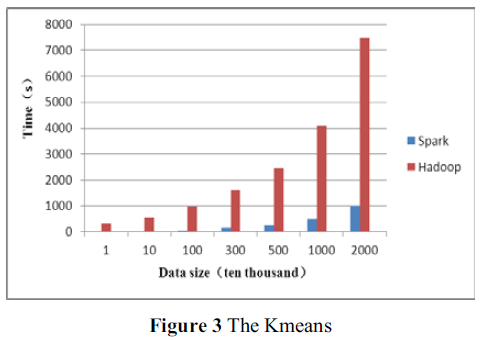 8000
7000
6000
5000
4000
3000
2000
1000
0
Time（s）
1 10 100 300 500 1000 2000
Data size（ten thousand）
Spark
Hadoop
Figure 3 The Kmeans